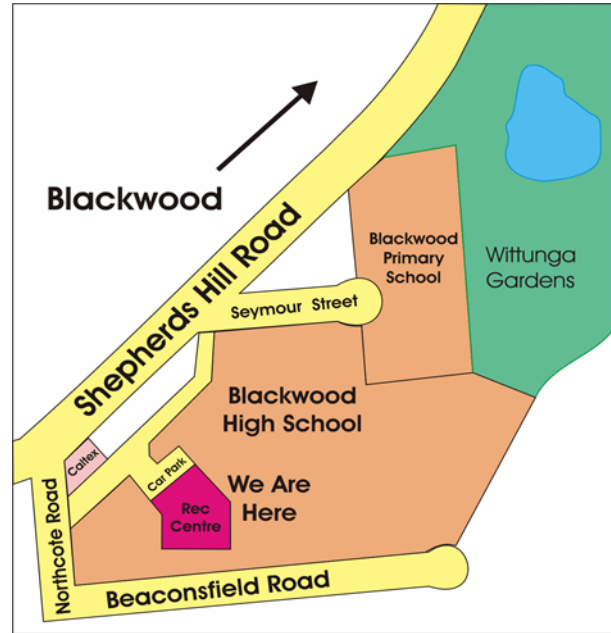 Blackwood
Shepherds Hill Road
Blackwood
Primary
School
Wittunga
Gardens
Seymour Street
Blackwood
High School
Caltex
Car Park
We Are
Here
Rec
Centre
Northcote Road
Beaconsfield Road